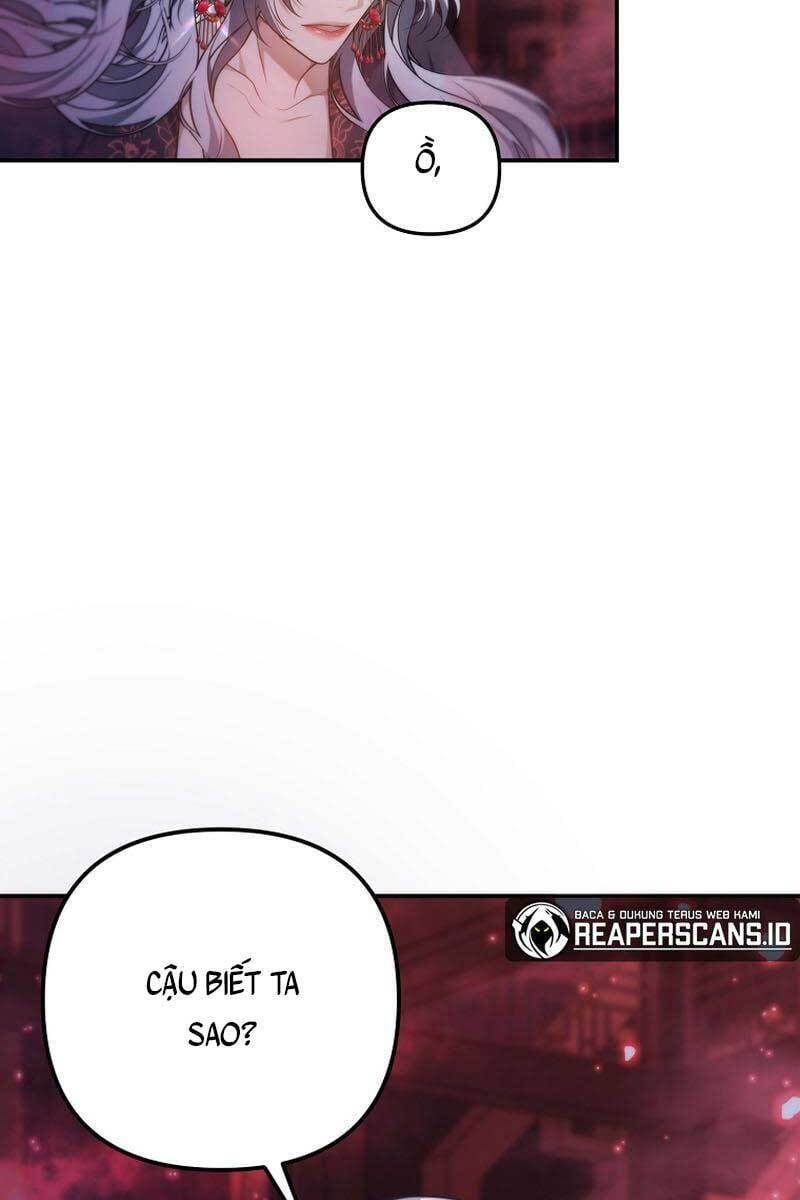 Ồ,
BACA & DUKUNG TERUS WEB KAMI
REAPERSCANS.ID
CẬU BIẾT TA
SAO?